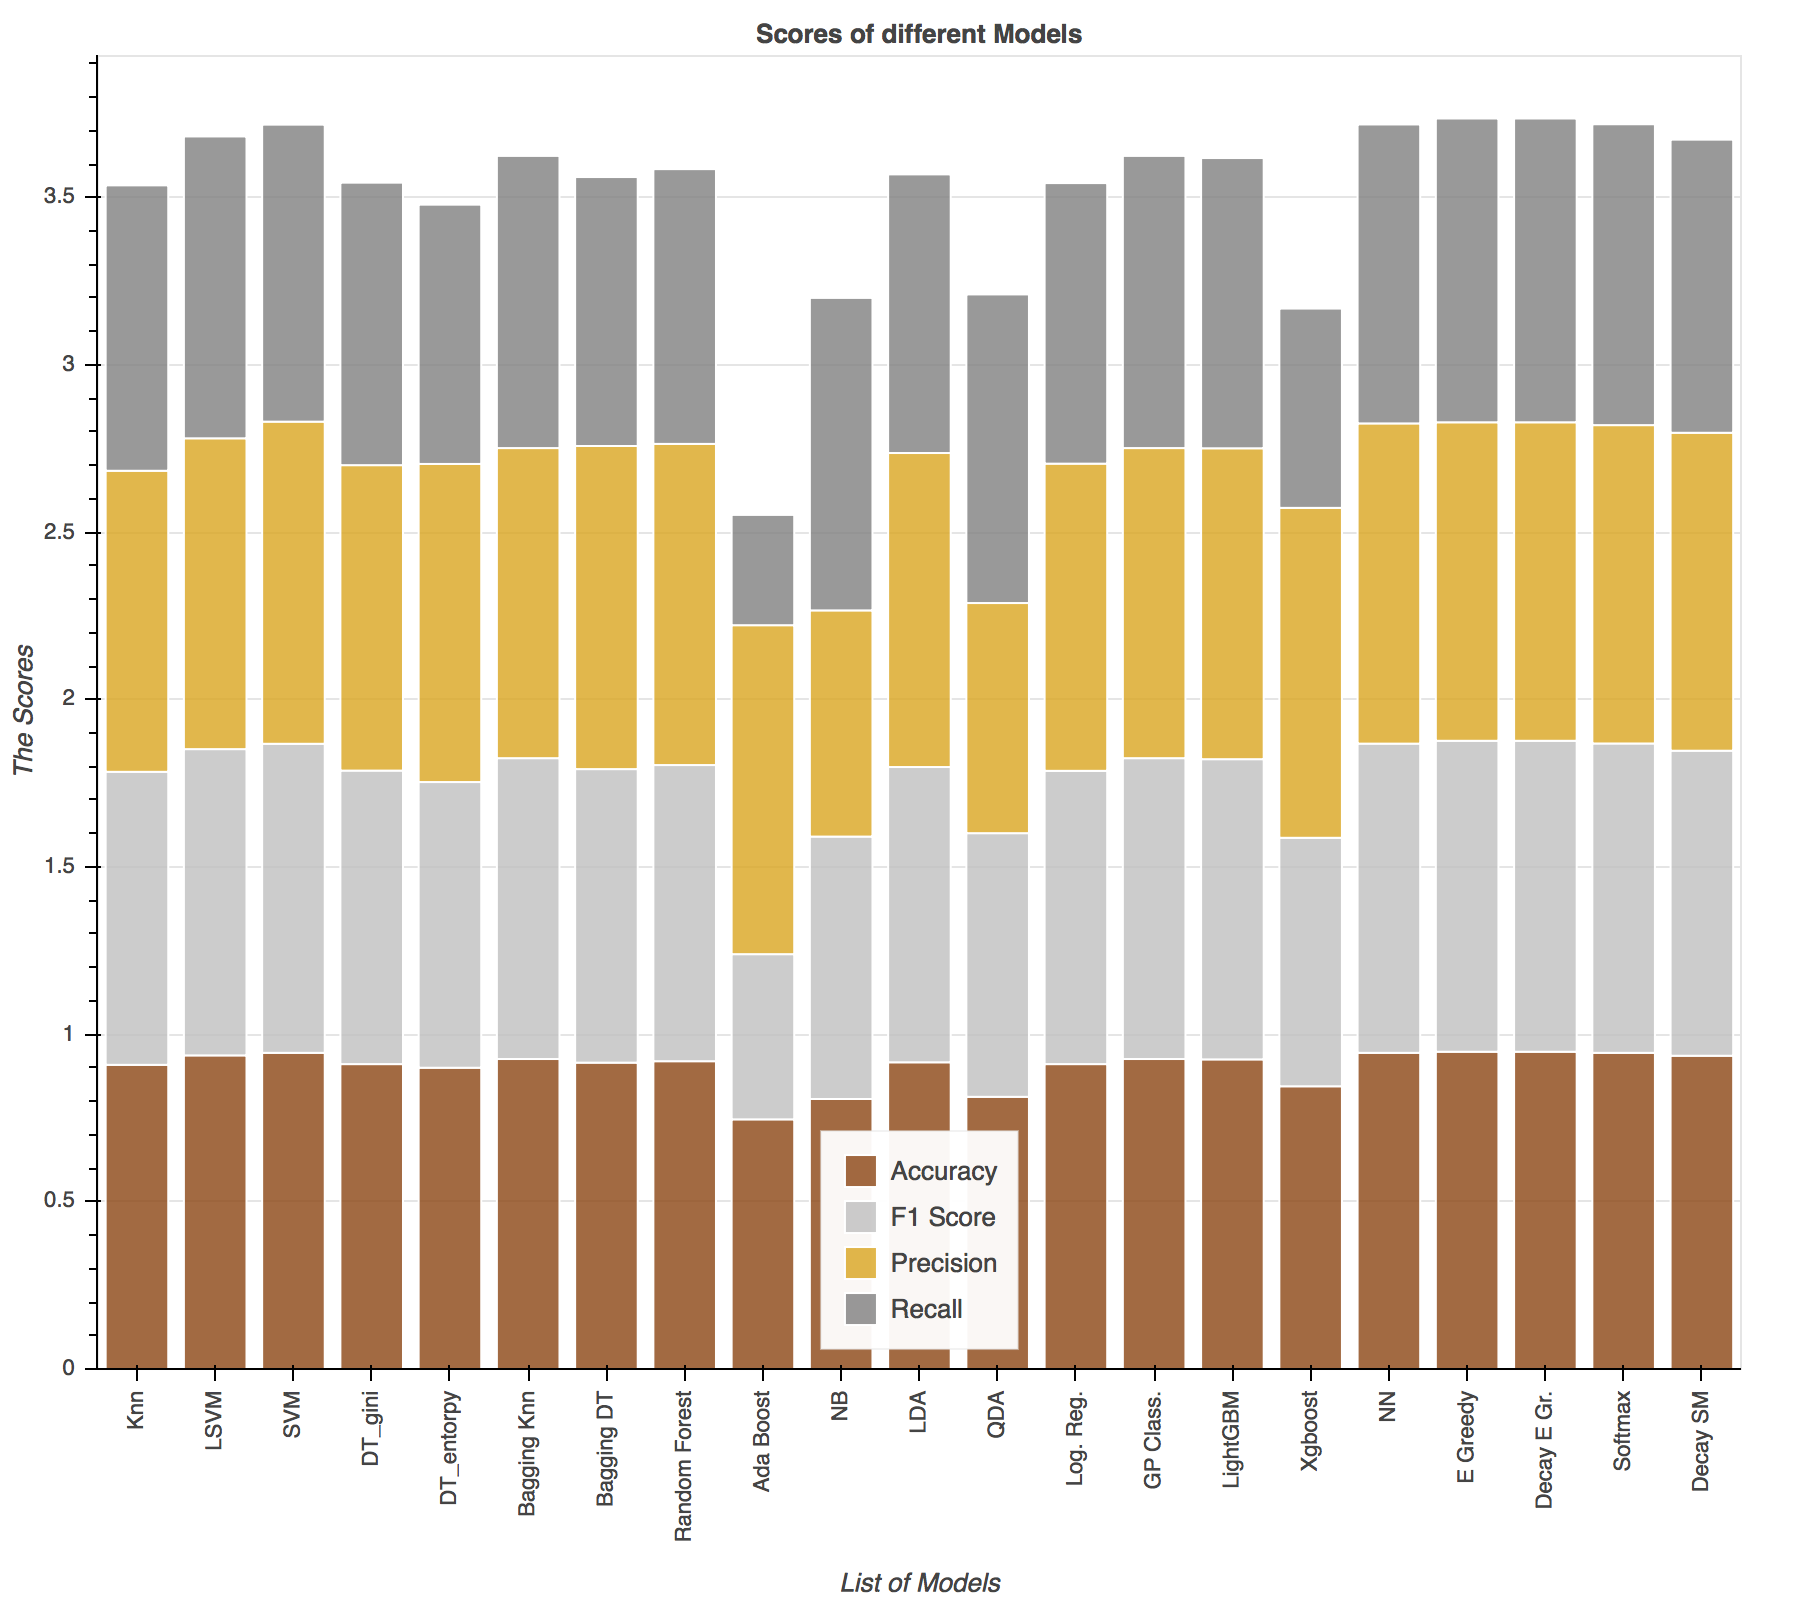 Scores of different Models
The Scores
3.5
3
2.5
2
1.5
1
0.5
0
Accuracy
F1 Score
Precision
Recall
Knn
LSVM
SVM
DT_gini
DT_entorpy
Bagging Knn
Bagging DT
Random Forest
Ada Boost
NB
LDA
QDA
Log. Reg.
GP Class.
LightGBM
Xgboost
NN
E Greedy
Decay E Gr.
Softmax
Decay SM
List of Models